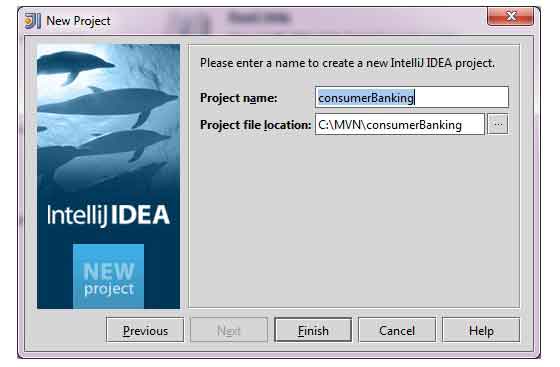 New Project
Please enter a name to create a new IntelliJ IDEA project.
Project name: consumerBanking
Project file location: C:\MVN\consumerBanking ...
IntelliJ IDEA
NEW
project
Previous Next Finish Cancel Help